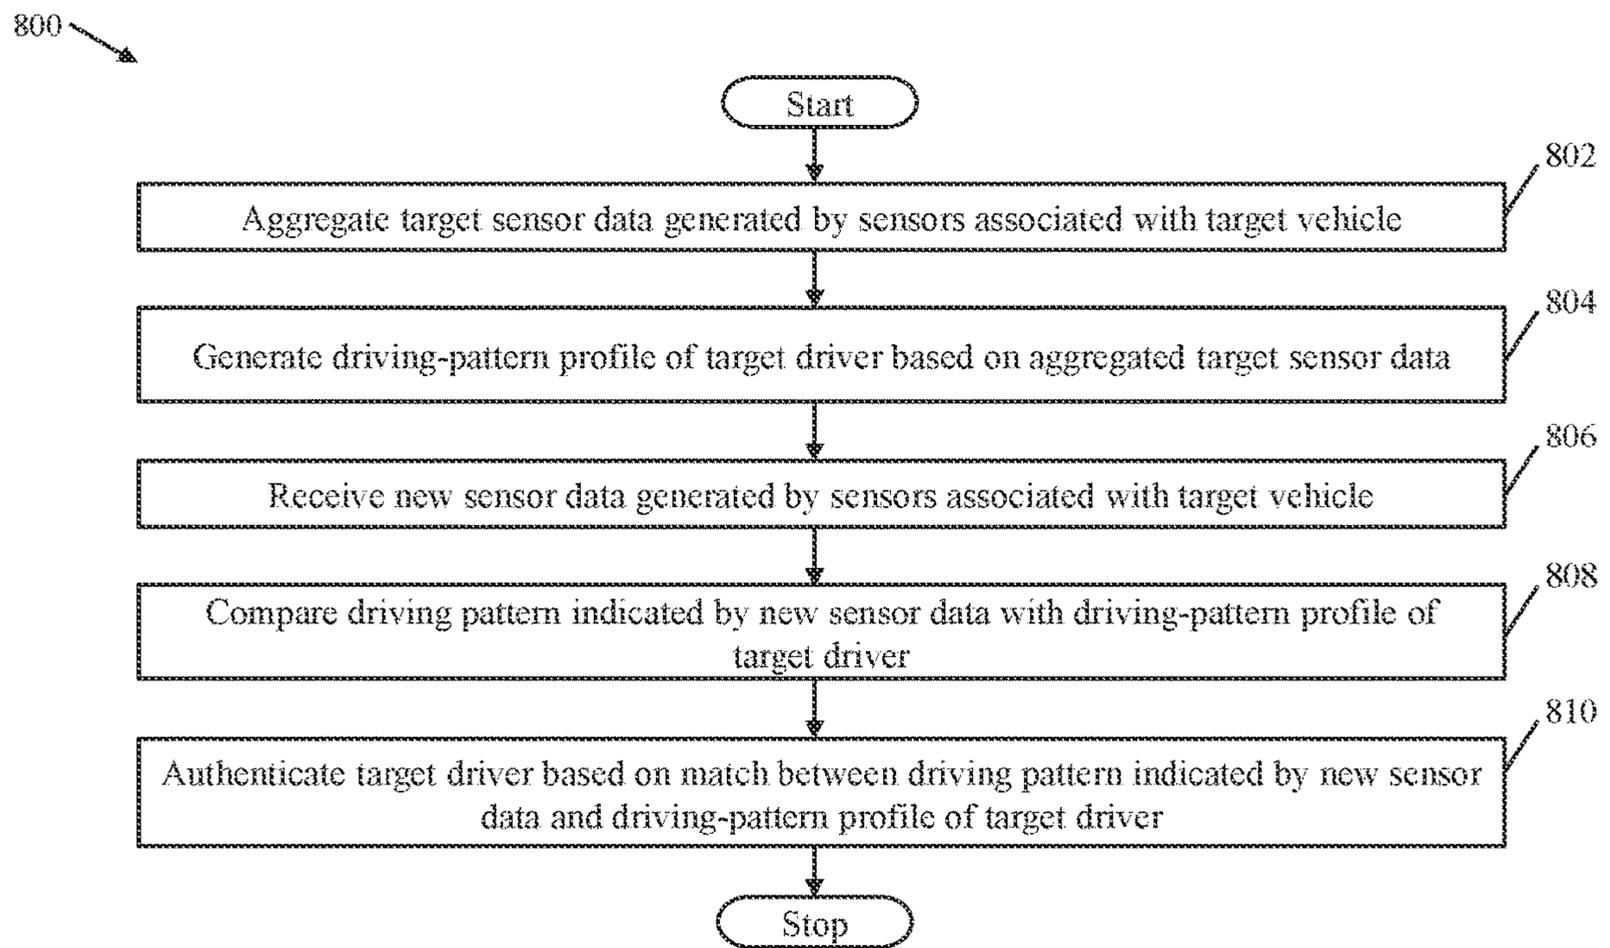 800
Start
802
Aggregate target sensor data generated by sensors associated with target vehicle
804
Generate driving-pattern profile of target driver based on aggregated target sensor data
806
Receive new sensor data generated by sensors associated with target vehicle
808
Compare driving pattern indicated by new sensor data with driving-pattern profile of
target driver
810
Authenticate target driver based on match between driving pattern indicated by new sensor
data and driving-pattern profile of target driver
Stop